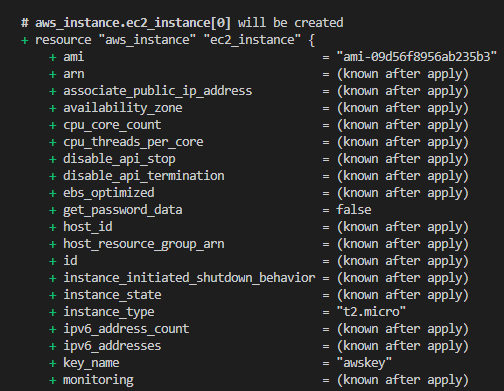 # aws_instance.ec2_instance[0] will be created
+ resource "aws_instance" "ec2_instance" {
+ ami = "ami-09d56f8956ab235b3"
+ arn = (known after apply)
+ associate_public_ip_address = (known after apply)
+ availability_zone = (known after apply)
+ cpu_core_count = (known after apply)
+ cpu_threads_per_core = (known after apply)
+ disable_api_stop = (known after apply)
+ disable_api_termination = (known after apply)
+ ebs_optimized = (known after apply)
+ get_password_data = false
+ host_id = (known after apply)
+ host_resource_group_arn = (known after apply)
+ id = (known after apply)
+ instance_initiated_shutdown_behavior = (known after apply)
+ instance_state = (known after apply)
+ instance_type = "t2.micro"
+ ipv6_address_count = (known after apply)
+ ipv6_addresses = (known after apply)
+ key_name = "awskey"
+ monitoring = (known after apply)